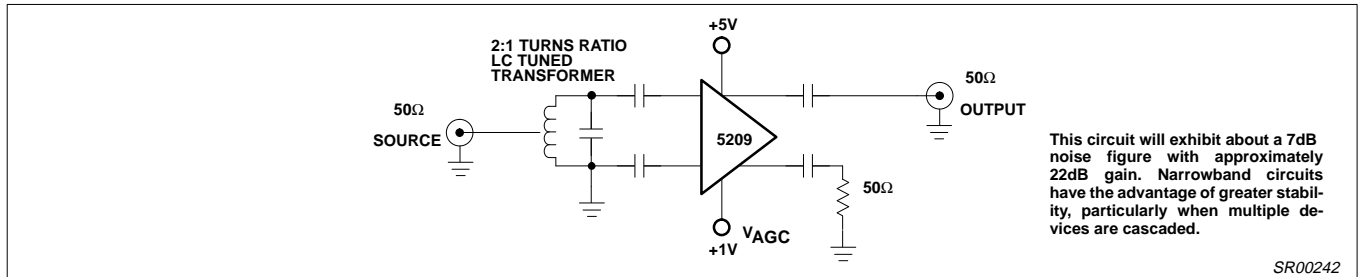 +5V
2:1 TURNS RATIO
LC TUNED
TRANSFORMER
50Ω
SOURCE
5209
50Ω
OUTPUT
50Ω
VAGC
+1V
This circuit will exhibit about a 7dB
noise figure with approximately
22dB gain. Narrowband circuits
have the advantage of greater stabil-
ity, particularly when multiple de-
vices are cascaded.
SR00242